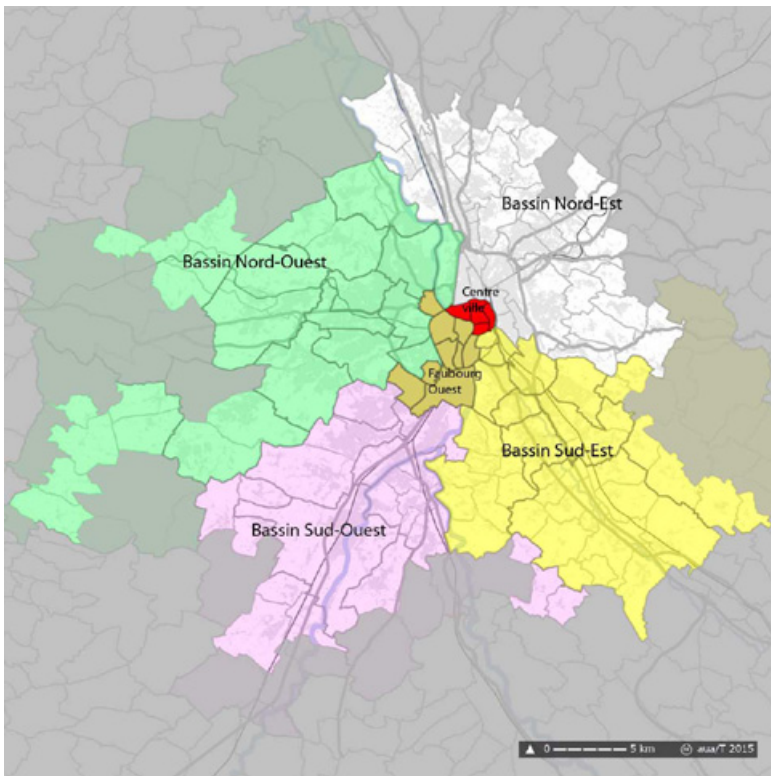 Bassin Nord-Est
Bassin Nord-Ouest
Centre
ville
Faubourg
Ouest
Bassin Sud-Est
Bassin Sud-Ouest
0 5 km aua/T 2015